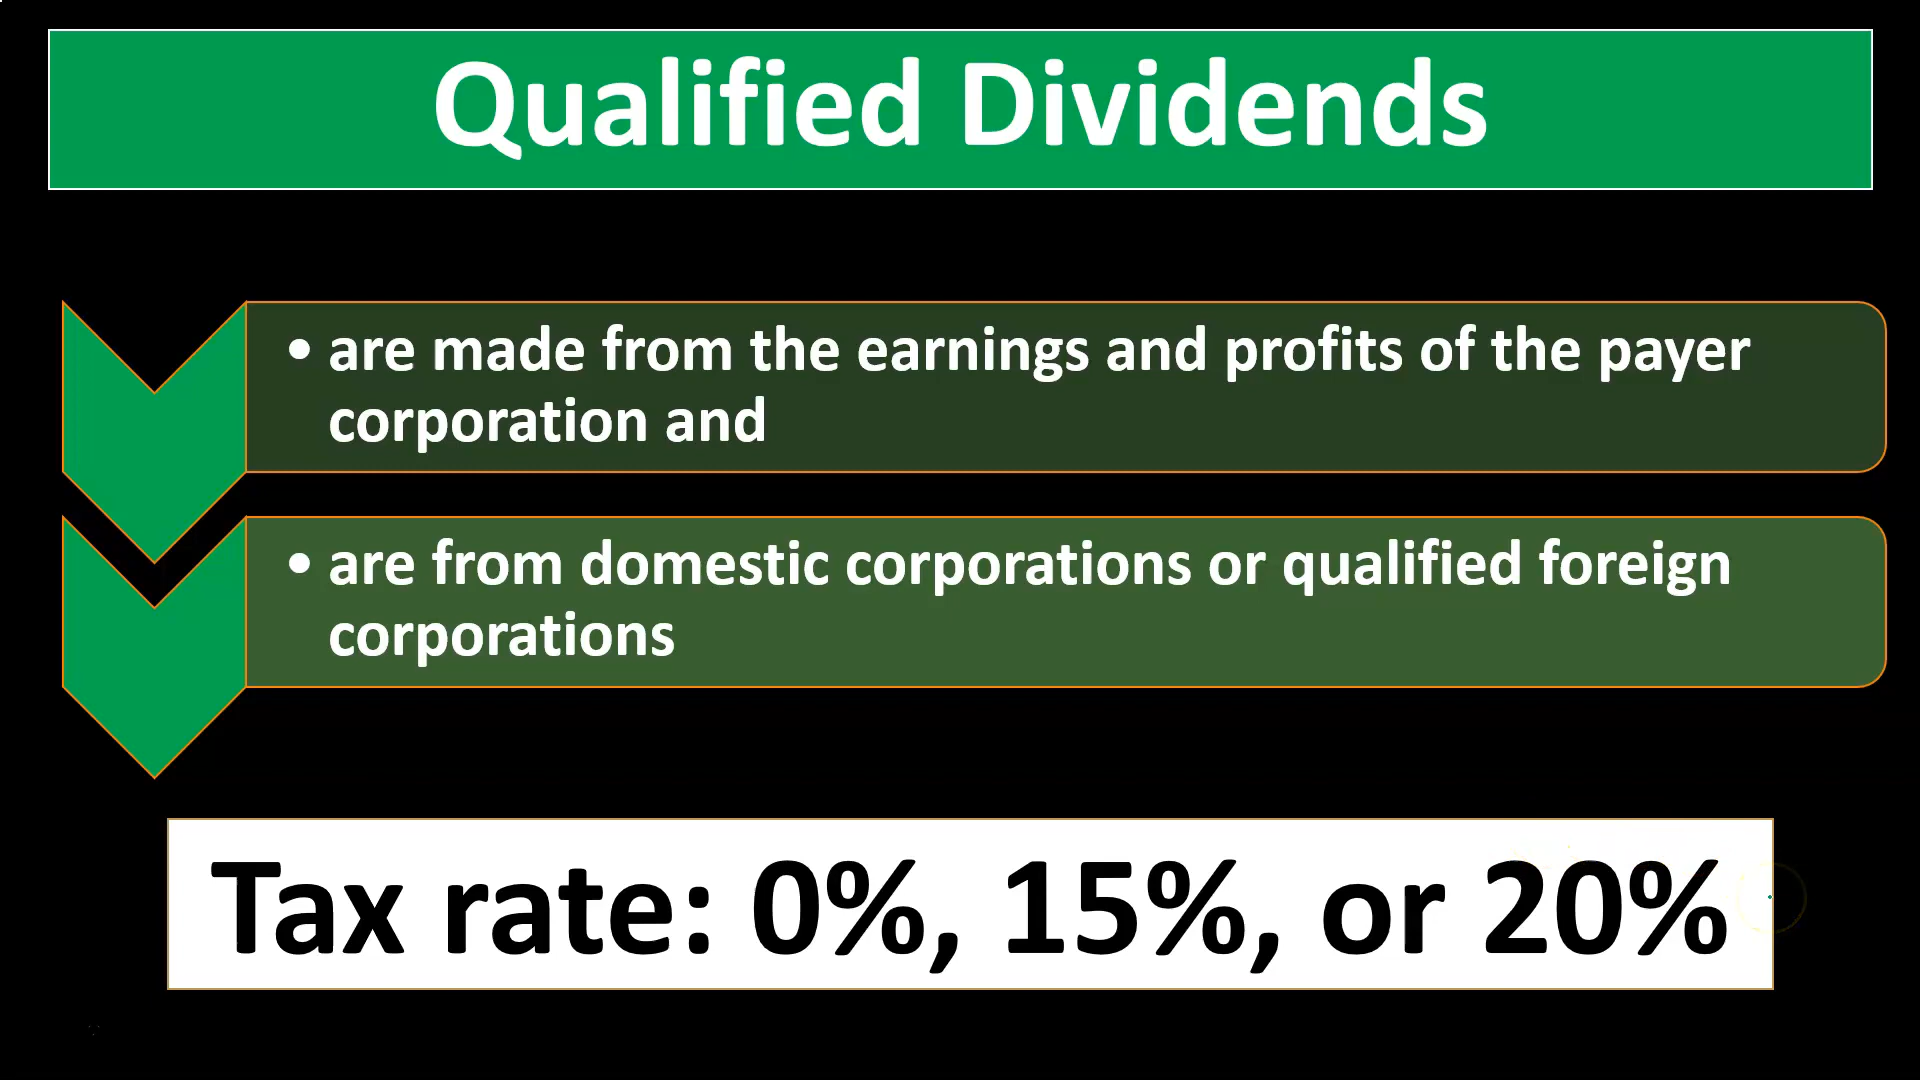 Qualified Dividends
• are made from the earnings and profits of the payer
corporation and
• are from domestic corporations or qualified foreign
corporations
Tax rate: 0%, 15%, or 20%